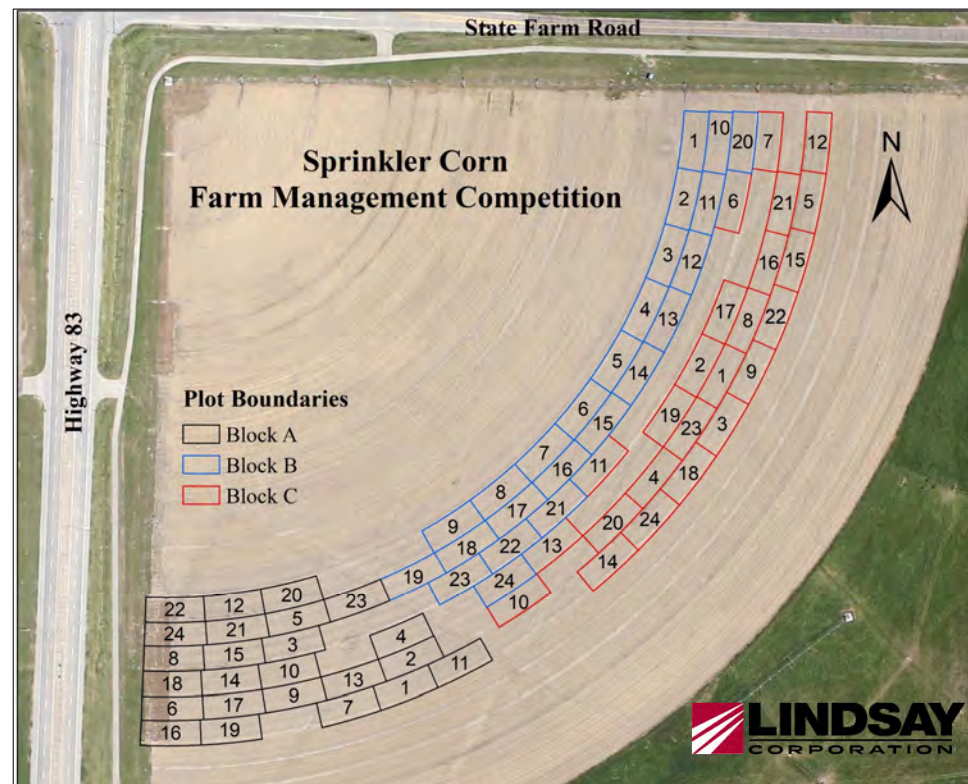 State Farm Road
Sprinkler Corn
Farm Management Competition
N
Highway 83
Plot Boundaries
Block A
Block B
Block C
1 10 20 7 12
2 11 6 21 5
3 12 16 15
4 13 17 8 22
5 14 2 1 9
6 15 19 23 3
7 16 11 4 18
8 17 21 20 24
9 18 22 13 14
19 23 24 10
22 12 20 23
24 21 5
8 15 3 4
18 14 10 13 2 11
6 17 9 7 1
16 19
LINDSAY
CORPORATION